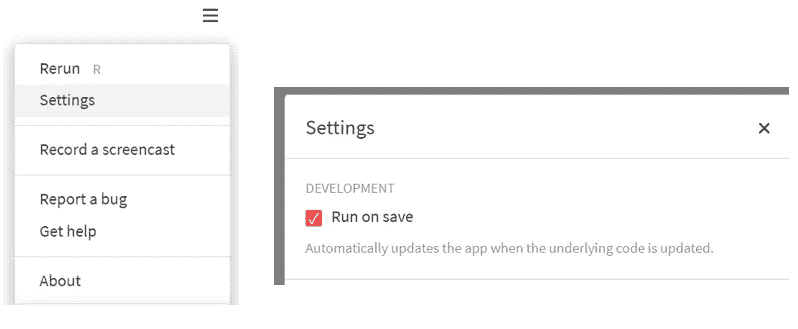 Rerun R
Settings
Record a screencast
Report a bug
Get help
About
Settings
DEVELOPMENT
Run on save
Automatically updates the app when the underlying code is updated.